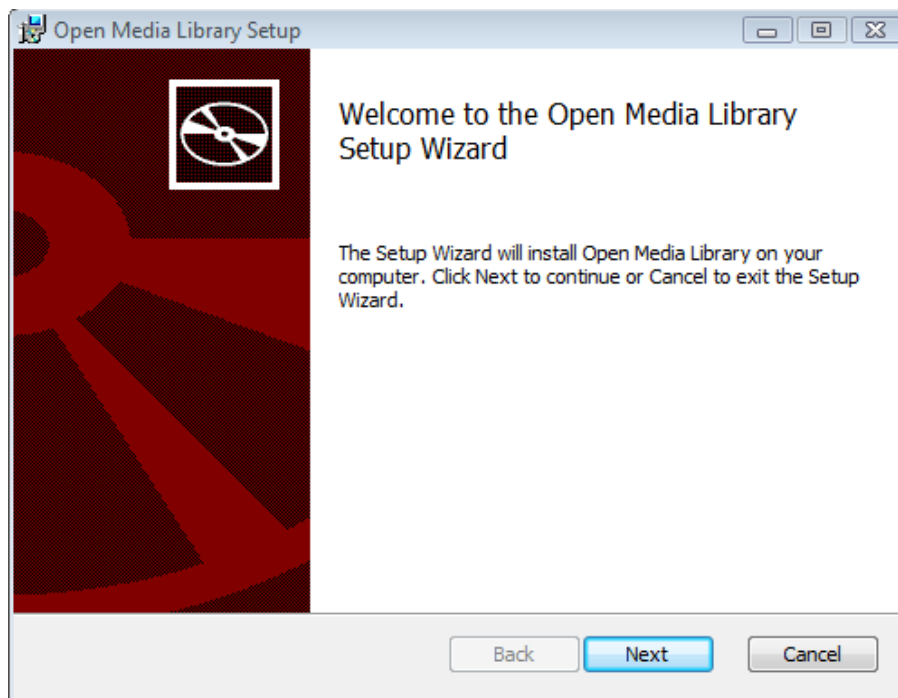 Open Media Library Setup
Welcome to the Open Media Library
Setup Wizard
The Setup Wizard will install Open Media Library on your
computer. Click Next to continue or Cancel to exit the Setup
Wizard.
Back Next Cancel